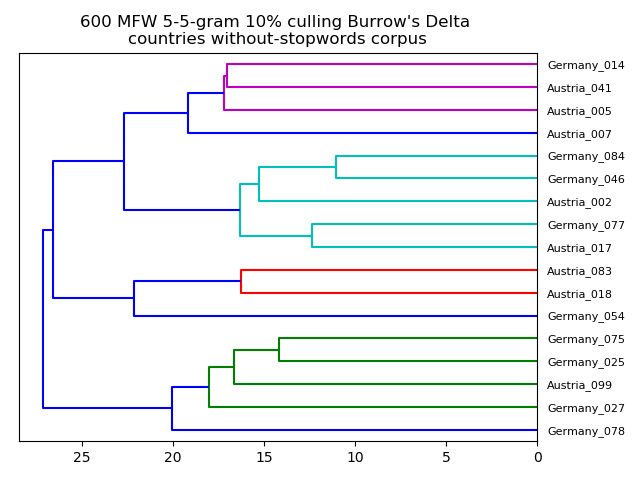 600 MFW 5-5-gram 10% culling Burrow's Delta
countries without-stopwords corpus
Germany_014
Austria_041
Austria_005
Austria_007
Germany_084
Germany_046
Austria_002
Germany_077
Austria_017
Austria_083
Austria_018
Germany_054
Germany_075
Germany_025
Austria_099
Germany_027
Germany_078
25 20 15 10 5 0